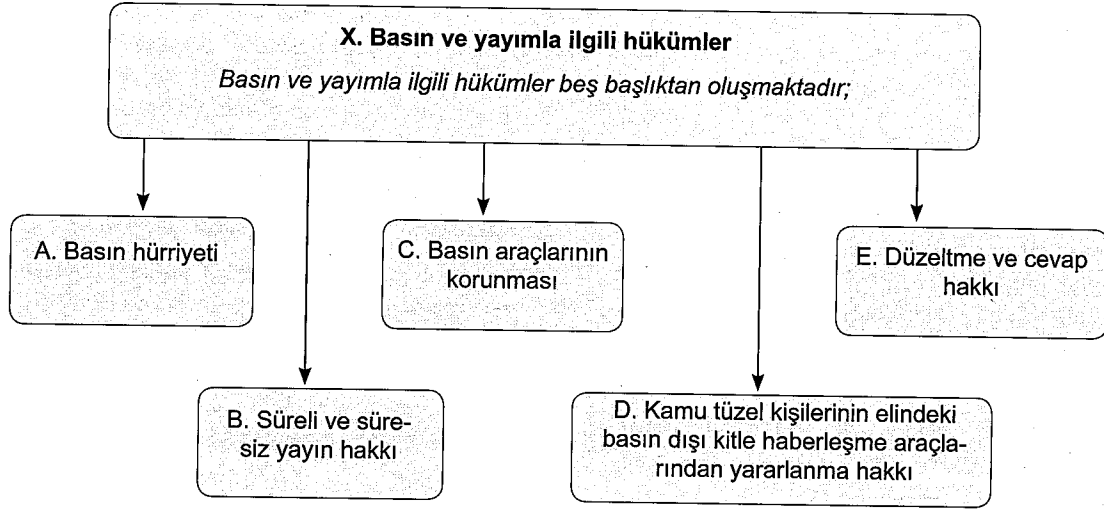 X. Basın ve yayımla ilgili hükümler
Basın ve yayımla ilgili hükümler beş başlıktan oluşmaktadır;
A. Basın hürriyeti
C. Basın araçlarının
korunması
E. Düzeltme ve cevap
hakkı
B. Süreli ve süre-
siz yayın hakkı
D. Kamu tüzel kişilerinin elindeki
basın dışı kitle haberleşme araçla-
rından yararlanma hakkı